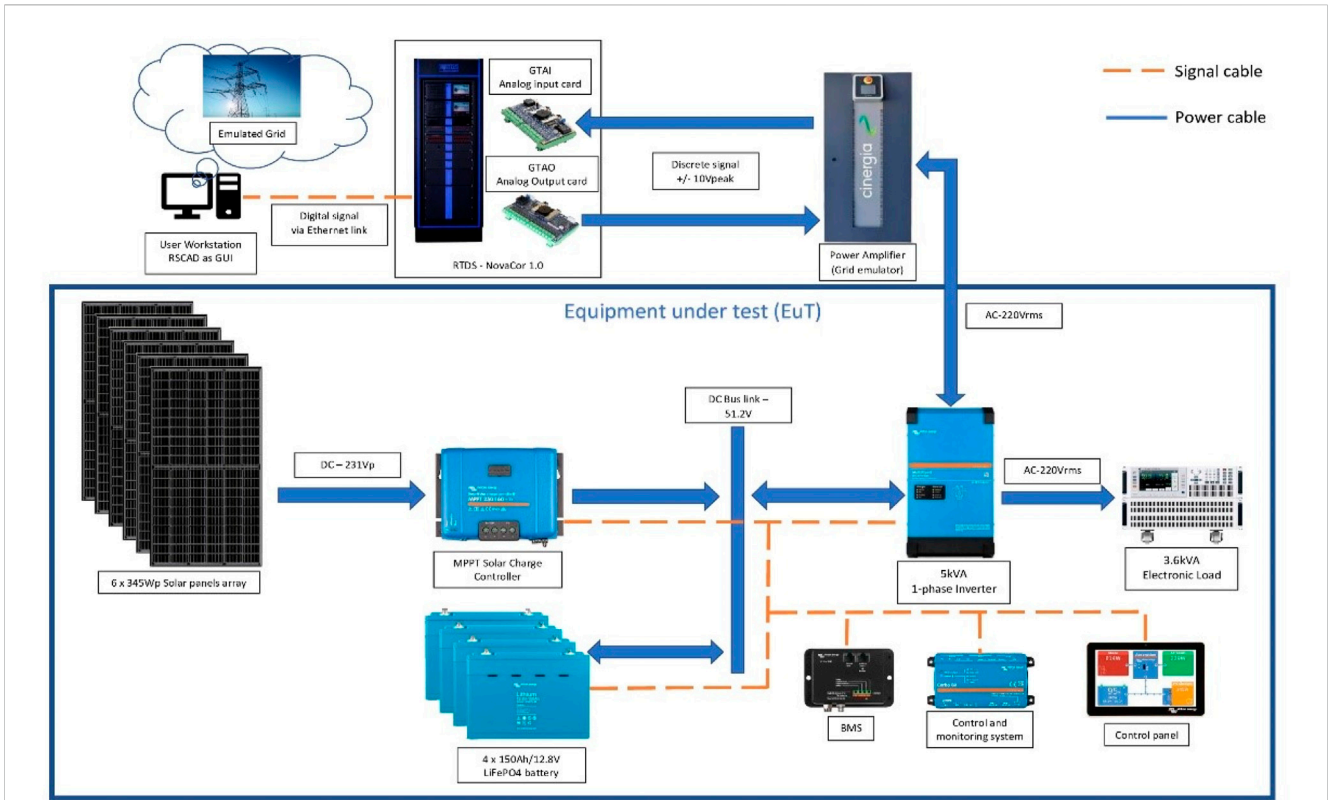 GTAI
Analog input card
Signal cable
Power cable
Emulated Grid
GTAO
Analog Output card
Discrete signal
+/- 10Vpeak
cinergia
Digital signal
via Ethernet link
User Workstation
RSCAD as GUI
RTDS - NovaCor 1.0
Power Amplifier
(Grid emulator)
Equipment under test (EuT)
AC-220Vrms
DC Bus link –
51.2V
DC – 231Vp
AC-220Vrms
MPPT Solar Charge
Controller
5kVA
1-phase Inverter
3.6kVA
Electronic Load
6 x 345Wp Solar panels array
Lithium
BMS
Control and
monitoring system
Control panel
4 x 150Ah/12.8V
LiFePO4 battery